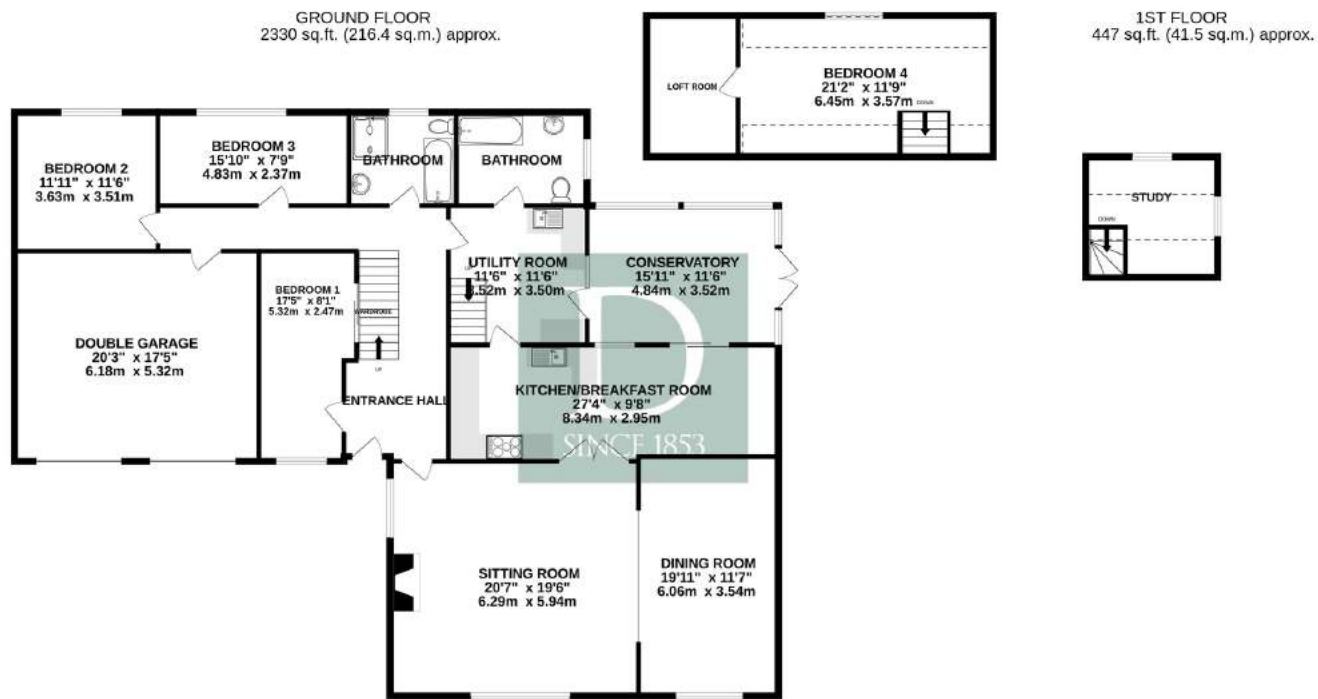 GROUND FLOOR
2330 sq.ft. (216.4 sq.m.) approx.
1ST FLOOR
447 sq.ft. (41.5 sq.m.) approx.
LOFT ROOM
BEDROOM 4
21'2" x 11'9"
6.45m x 3.57m
DOWN
BEDROOM 2
11'11" x 11'6"
3.63m x 3.51m
BEDROOM 3
15'10" x 7'9"
4.83m x 2.37m
BATHROOM
BATHROOM
STUDY
DOWN
UTILITY ROOM
11'6" x 11'6"
3.52m x 3.50m
CONSERVATORY
15'11" x 11'6"
4.84m x 3.52m
BEDROOM 1
17'5" x 8'1"
5.32m x 2.47m
WARDROBE
DOUBLE GARAGE
20'3" x 17'5"
6.18m x 5.32m
UP
ENTRANCE HALL
KITCHEN/BREAKFAST ROOM
27'4" x 9'8"
8.34m x 2.95m
D
SINCE 1853
SITTING ROOM
20'7" x 19'6"
6.29m x 5.94m
DINING ROOM
19'11" x 11'7"
6.06m x 3.54m